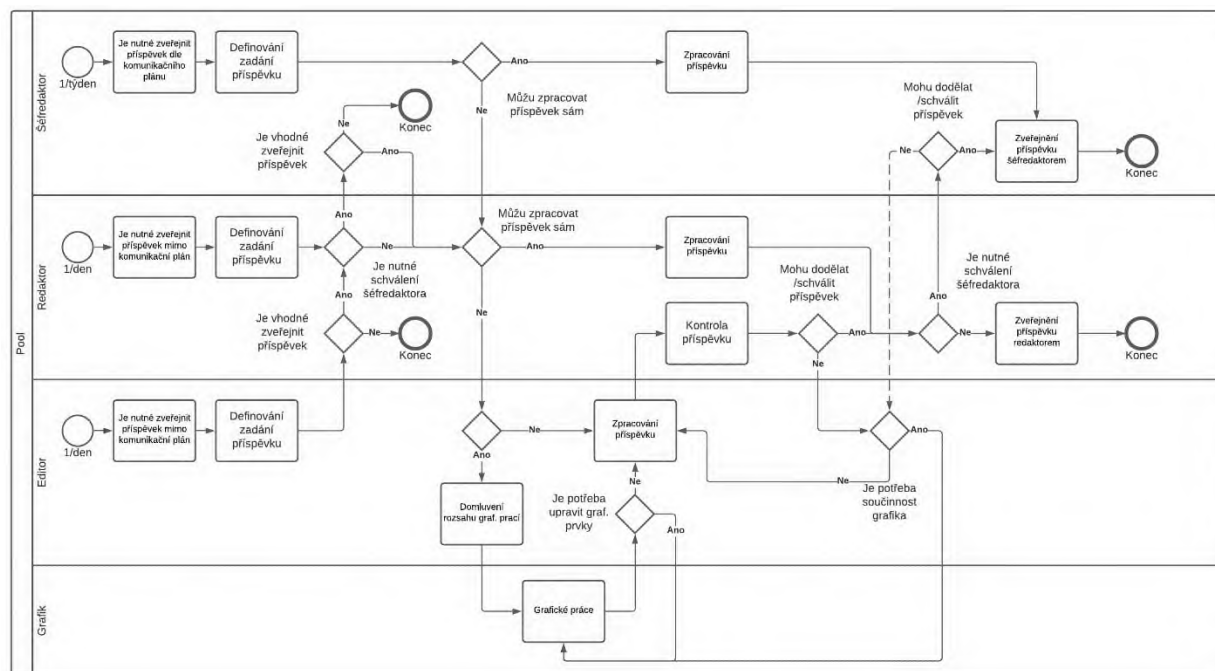 Pool
Šéfredaktor
1/týden
Je nutné zveřejnit
příspěvek dle
komunikačního
plánu
Definování
zadání
příspěvku
Ano
Ne
Můžu zpracovat
příspěvek sám
Zpracování
příspěvku
Konec
Ne
Je vhodné
zveřejnit
příspěvek
Ano
Mohu dodělat
/schválit
příspěvek
Ne
Ano
Zveřejnění
příspěvku
šéfredaktorem
Konec
Redaktor
1/den
Je nutné zveřejnit
příspěvek mimo
komunikační plán
Definování
zadání
příspěvku
Ano
Ne
Je nutné
schválení
šéfredaktora
Můžu zpracovat
příspěvek sám
Ano
Ne
Zpracování
příspěvku
Ano
Je vhodné
zveřejnit
příspěvek
Ne
Konec
Kontrola
příspěvku
Mohu dodělat
/schválit
příspěvek
Ano
Ne
Je nutné
schválení
šéfredaktora
Ano
Ne
Zveřejnění
příspěvku
redaktorem
Konec
Editor
1/den
Je nutné zveřejnit
příspěvek mimo
komunikační plán
Definování
zadání
příspěvku
Ne
Ano
Zpracování
příspěvku
Ano
Ne
Je potřeba
součinnost
grafika
Domluvení
rozsahu graf. prací
Je potřeba
upravit graf.
prvky
Ne
Ano
Grafik
Grafické práce